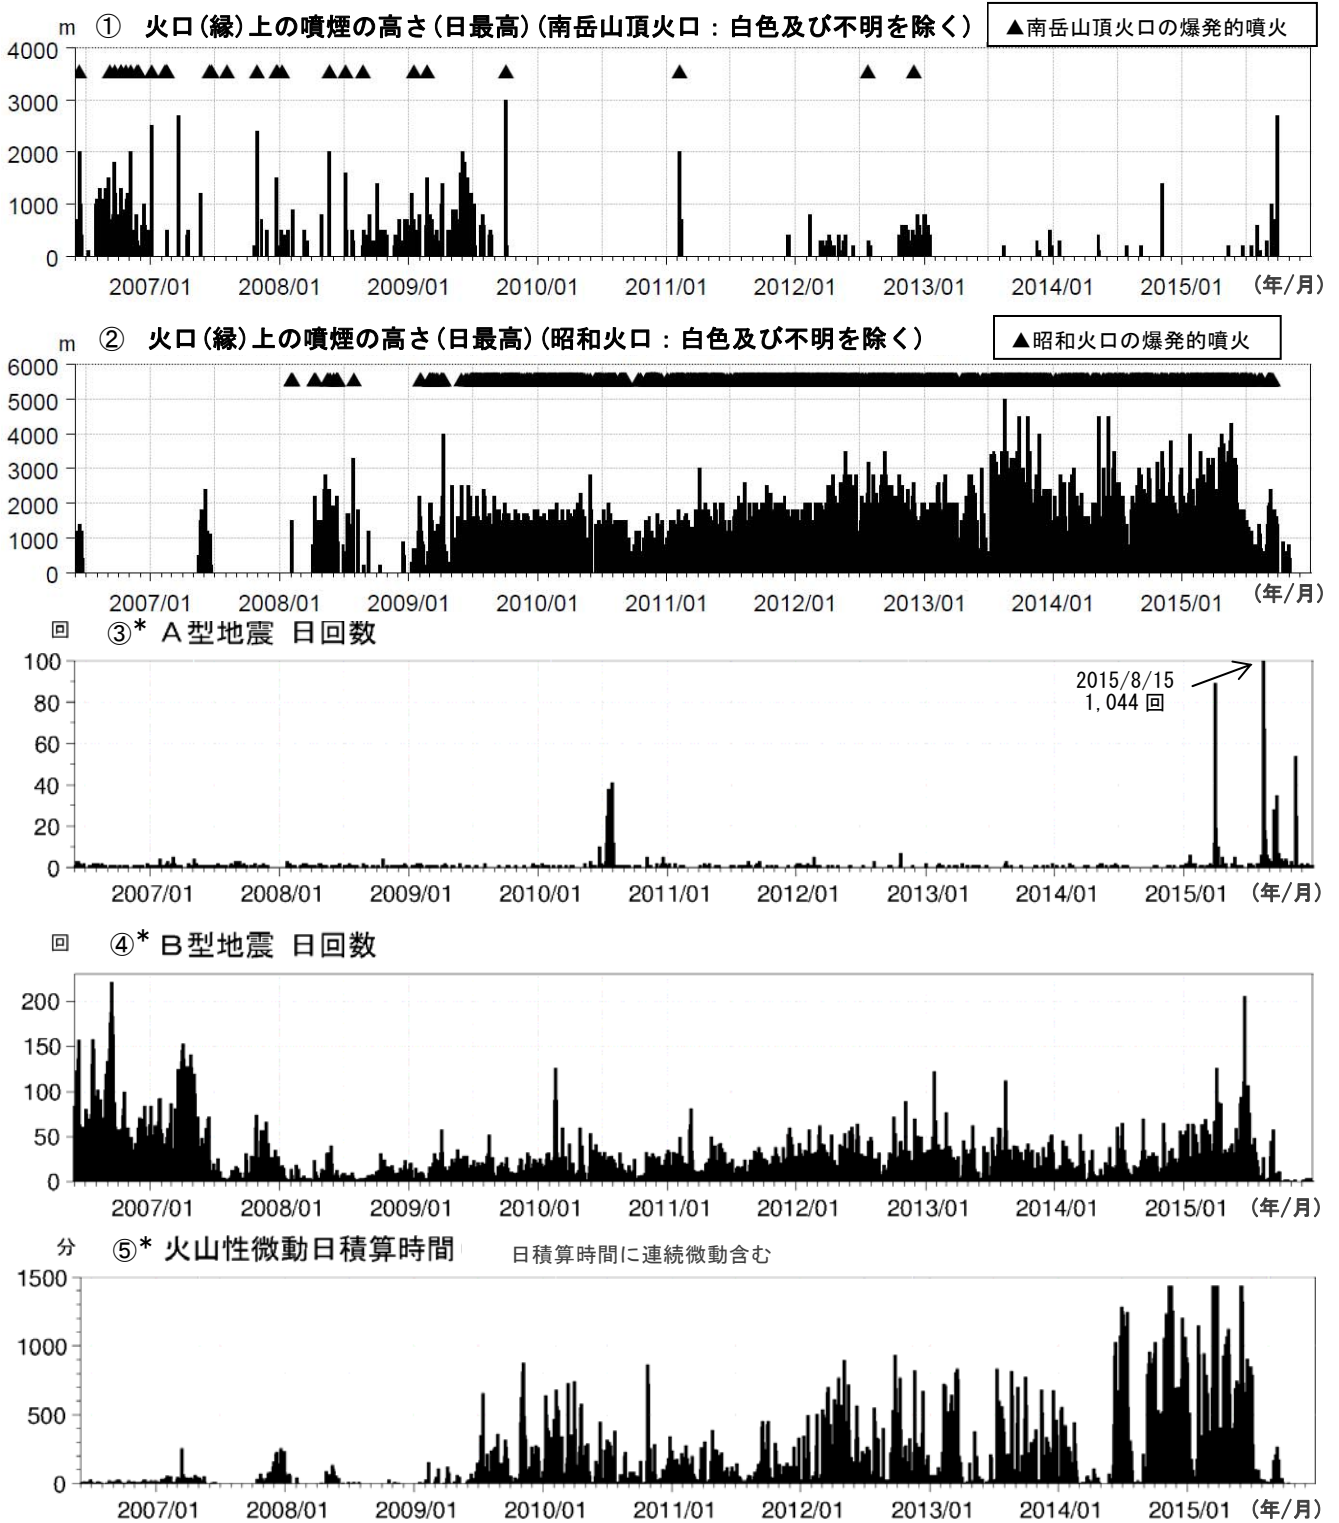 m ① 火口(縁)上の噴煙の高さ(日最高)(南岳山頂火口：白色及び不明を除く)
▲南岳山頂火口の爆発的噴火
4000
3000
2000
1000
0
2007/01 2008/01 2009/01 2010/01 2011/01 2012/01 2013/01 2014/01 2015/01 (年/月)
m ② 火口(縁)上の噴煙の高さ(日最高)(昭和火口：白色及び不明を除く)
▲昭和火口の爆発的噴火
6000
5000
4000
3000
2000
1000
0
2007/01 2008/01 2009/01 2010/01 2011/01 2012/01 2013/01 2014/01 2015/01 (年/月)
回 ③* A型地震 日回数
100
80
60
40
20
0
2015/8/15
1,044 回
2007/01 2008/01 2009/01 2010/01 2011/01 2012/01 2013/01 2014/01 2015/01 (年/月)
回 ④* B型地震 日回数
200
150
100
50
0
2007/01 2008/01 2009/01 2010/01 2011/01 2012/01 2013/01 2014/01 2015/01 (年/月)
分 ⑤* 火山性微動日積算時間 日積算時間に連続微動含む
1500
1000
500
0
2007/01 2008/01 2009/01 2010/01 2011/01 2012/01 2013/01 2014/01 2015/01 (年/月)